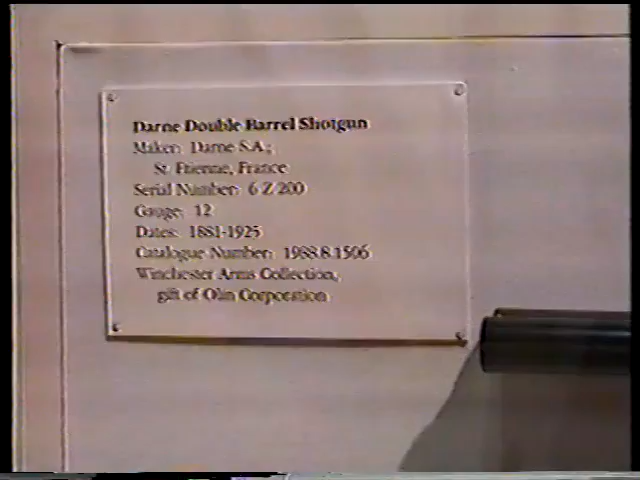 Darne Double Barrel Shotgun
Maker: Darne S.A.;
St. Etienne, France
Serial Number: 6 Z 200
Gauge: 12
Dates: 1881-1925
Catalogue Number: 1988.8.1506
Winchester Arms Collection,
gift of Olin Corporation